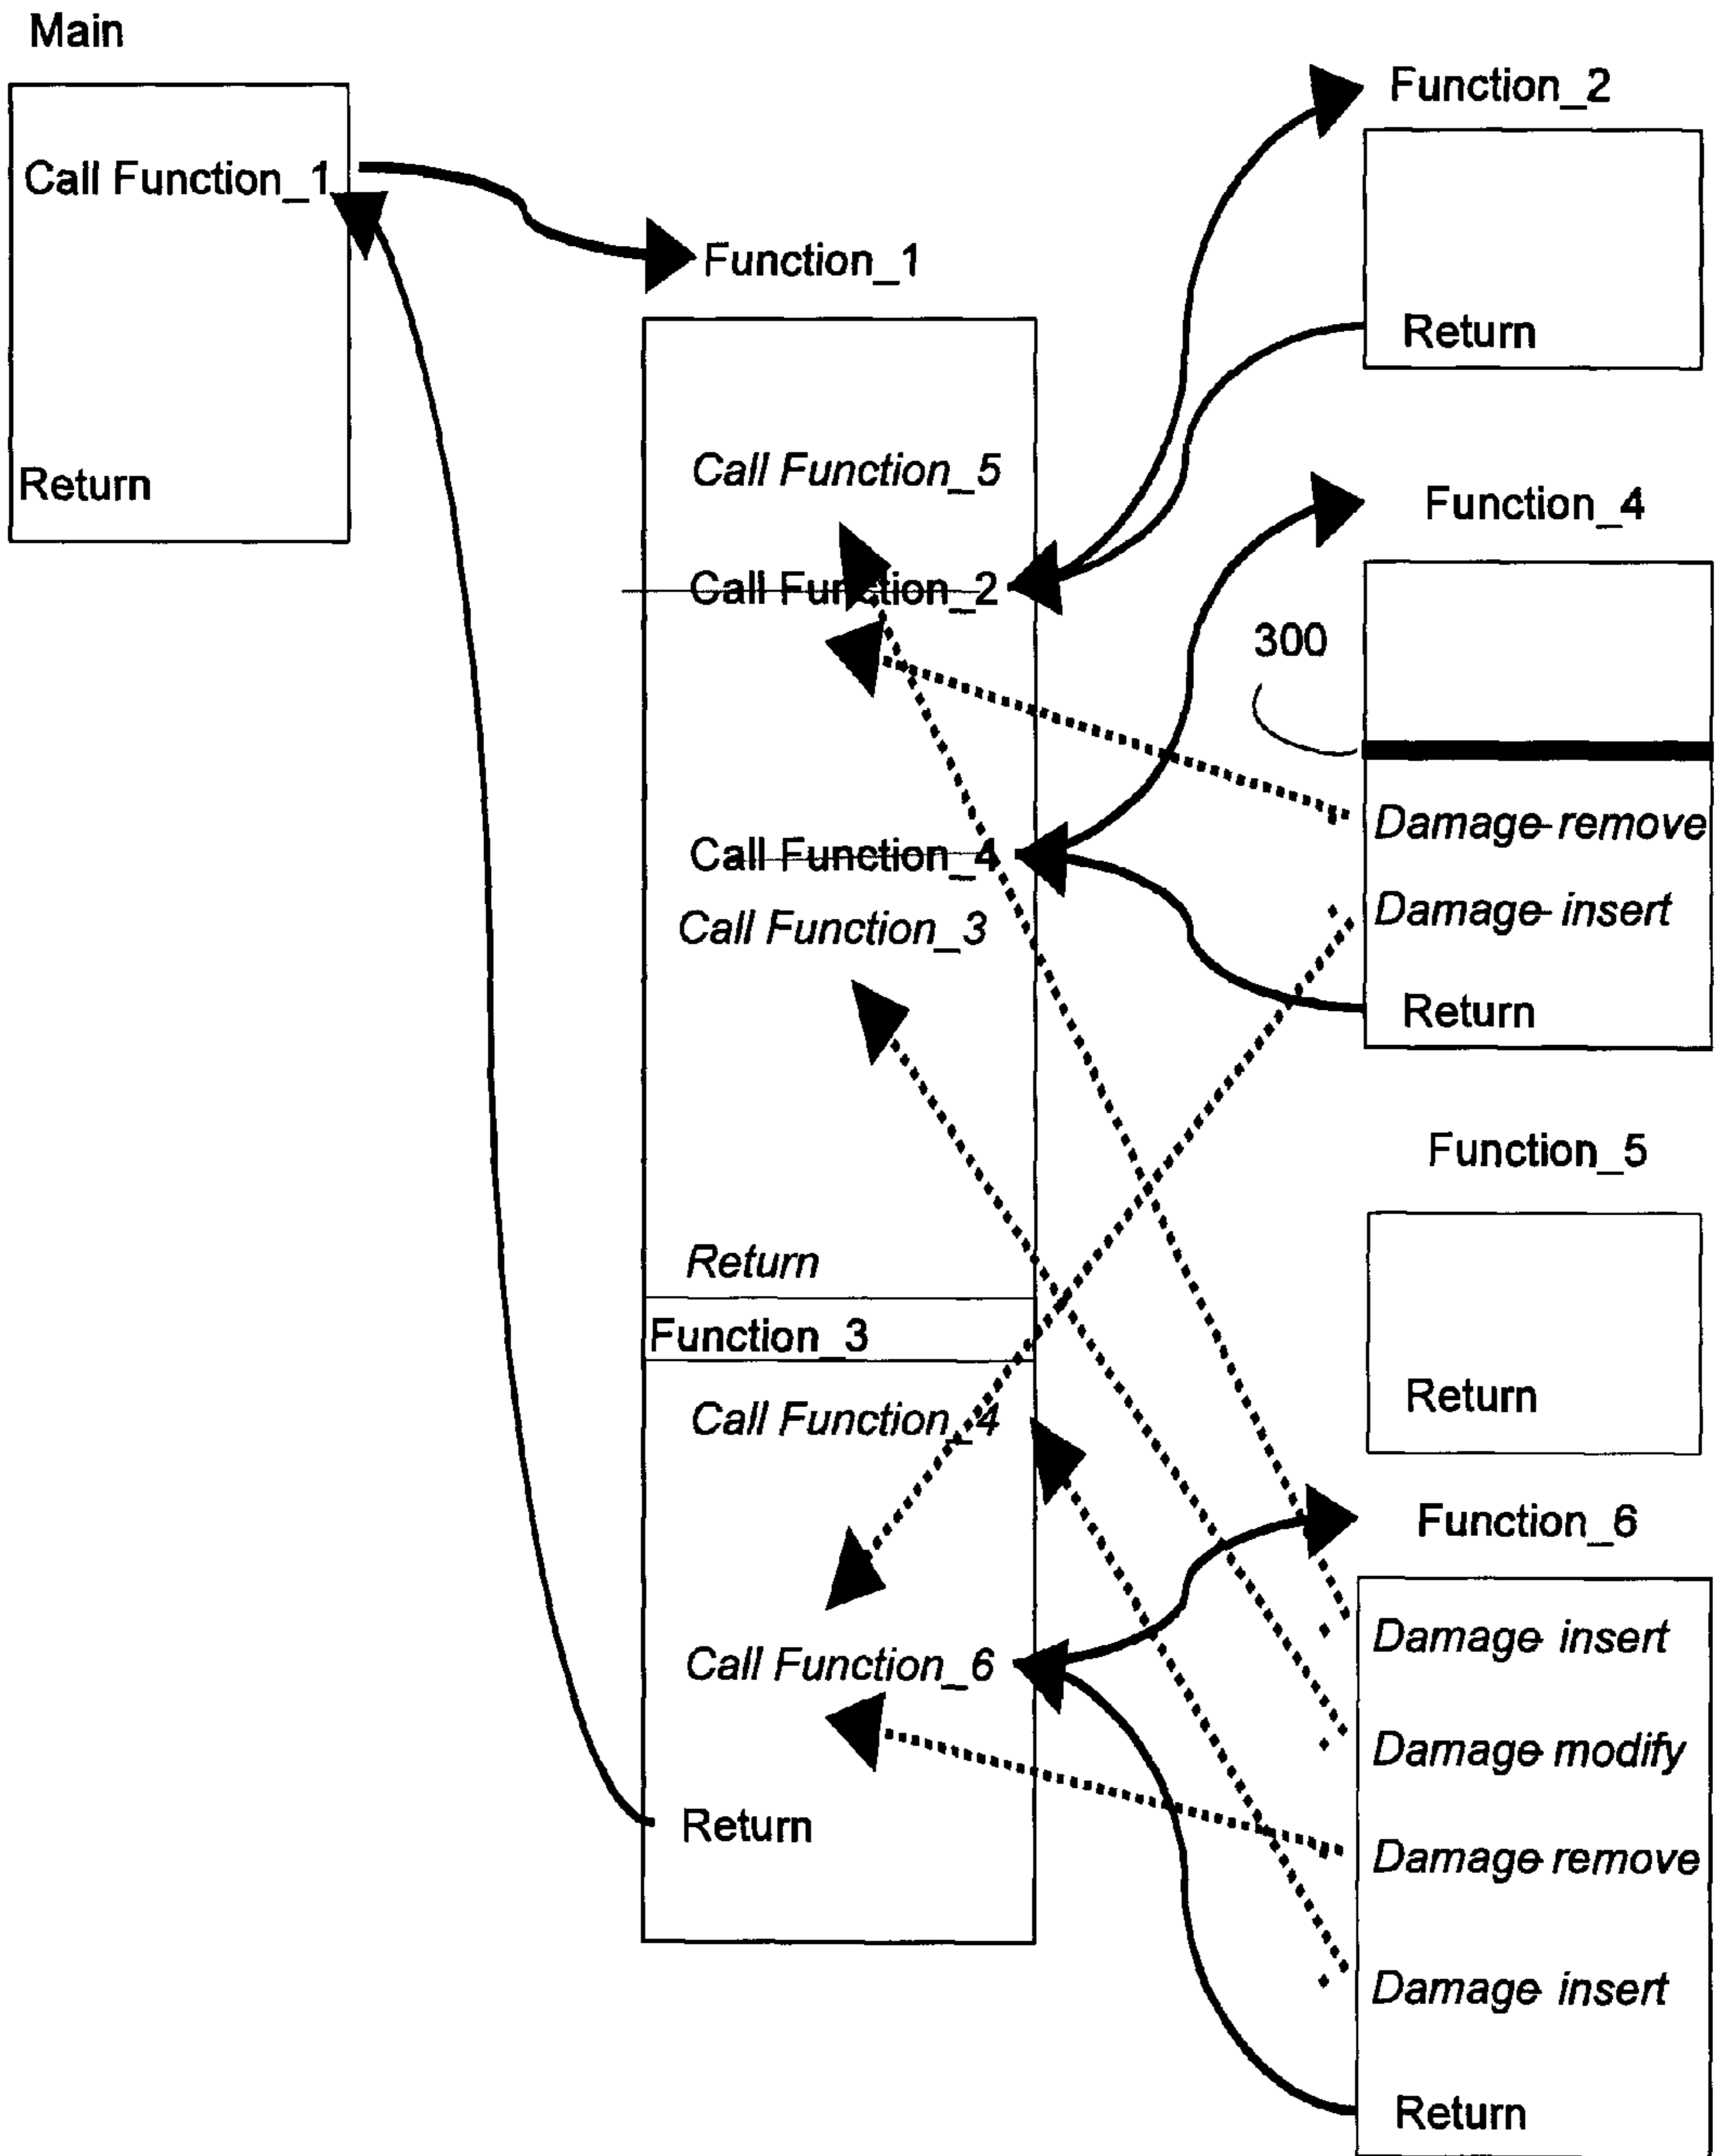 Main
Call Function_1
Return
Function_1
Call Function_5
Call Function_2
Call Function_4
Call Function_3
Return
Function_3
Call Function_4
Call Function_6
Return
Function_2
Return
Function_4
300
Damage-remove
Damage-insert
Return
Function_5
Return
Function_6
Damage insert
Damage modify
Damage remove
Damage insert
Return